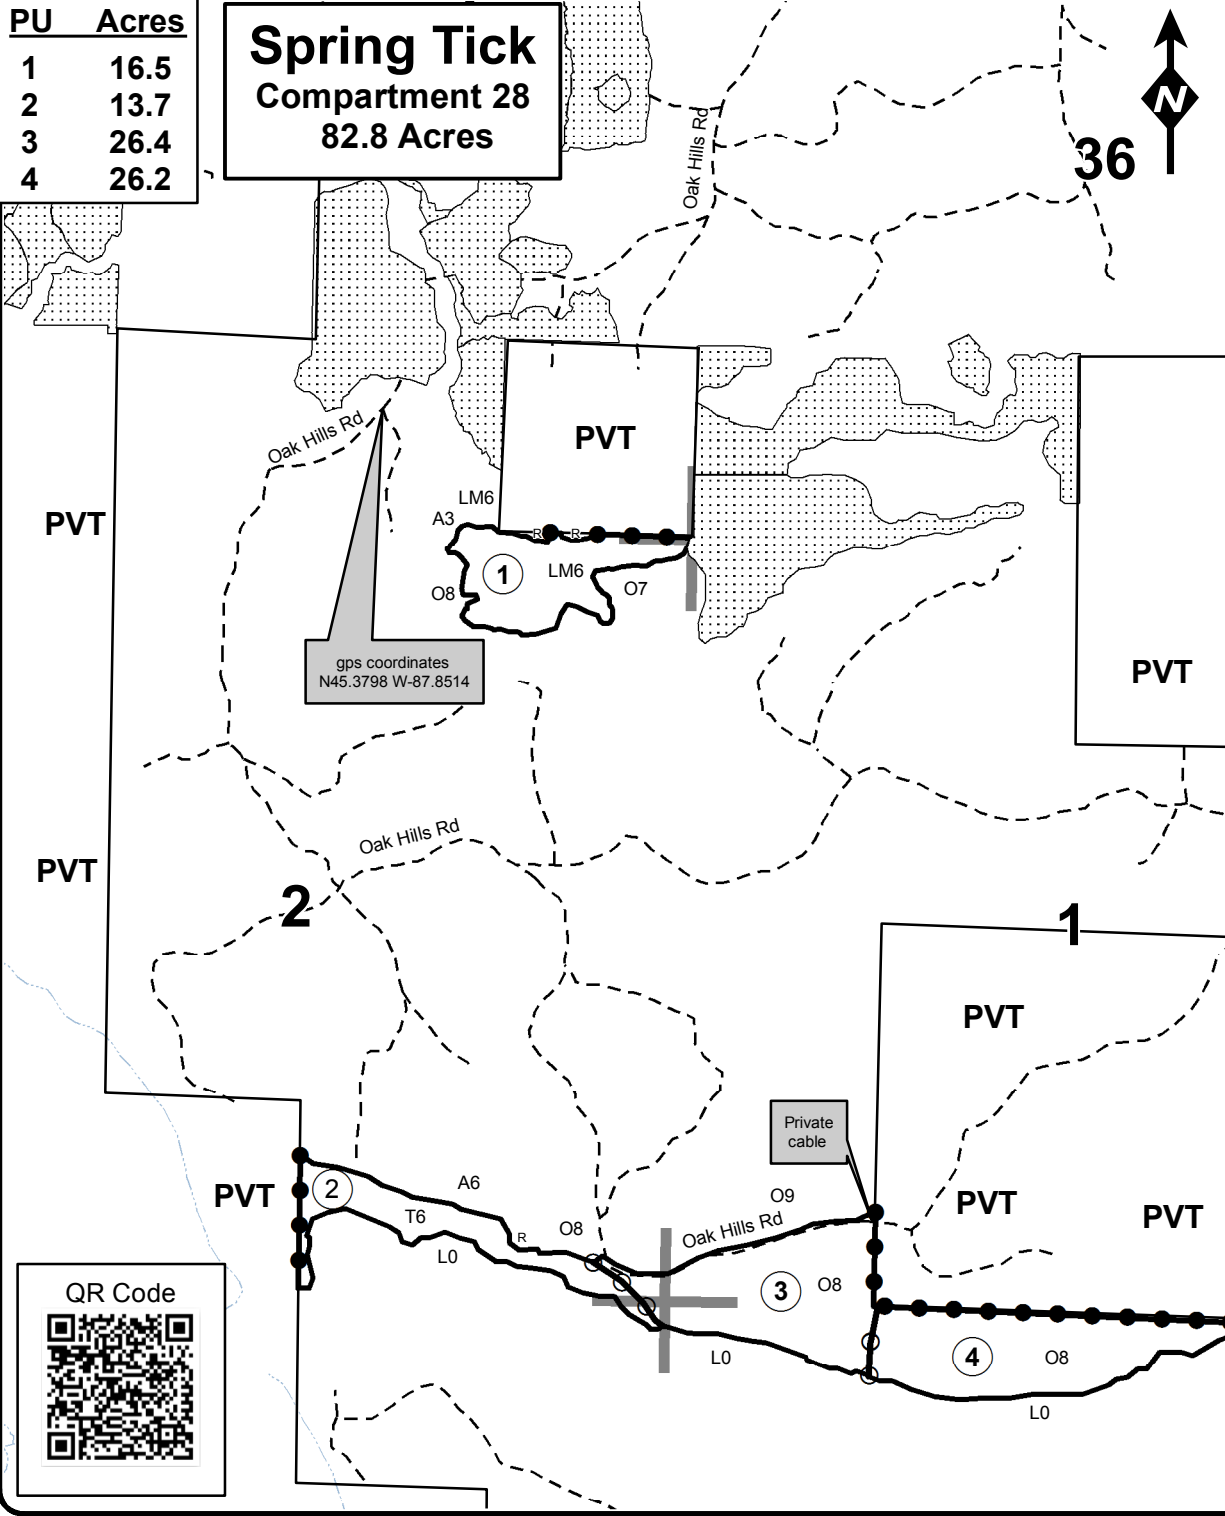 PU Acres
1 16.5
2 13.7
3 26.4
4 26.2
Spring Tick
Compartment 28
82.8 Acres
N
36
Oak Hills Rd
Oak Hills Rd
PVT
PVT
LM6
A3
R
R
1
LM6
O7
O8
gps coordinates
N45.3798 W-87.8514
PVT
Oak Hills Rd
PVT
2
1
PVT
Private
cable
PVT
2
A6
T6
L0
R
O8
O9
Oak Hills Rd
PVT
PVT
3
O8
L0
4
O8
L0
QR Code